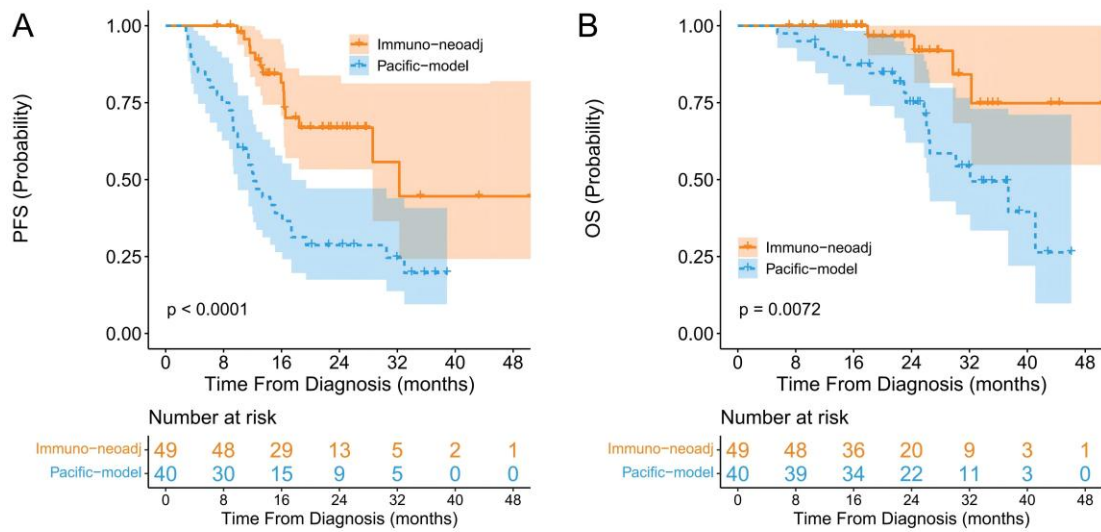 A
PFS (Probability)
1.00
0.75
0.50
0.25
0.00
Immuno-neoadj
Pacific-model
p < 0.0001
0 8 16 24 32 40 48
Time From Diagnosis (months)
Number at risk
Immuno-neoadj 49 48 29 13 5 2 1
Pacific-model 40 30 15 9 5 0 0
0 8 16 24 32 40 48
Time From Diagnosis (months)
B
OS (Probability)
1.00
0.75
0.50
0.25
0.00
Immuno-neoadj
Pacific-model
p = 0.0072
0 8 16 24 32 40 48
Time From Diagnosis (months)
Number at risk
Immuno-neoadj 49 48 36 20 9 3 1
Pacific-model 40 39 34 22 11 3 0
0 8 16 24 32 40 48
Time From Diagnosis (months)